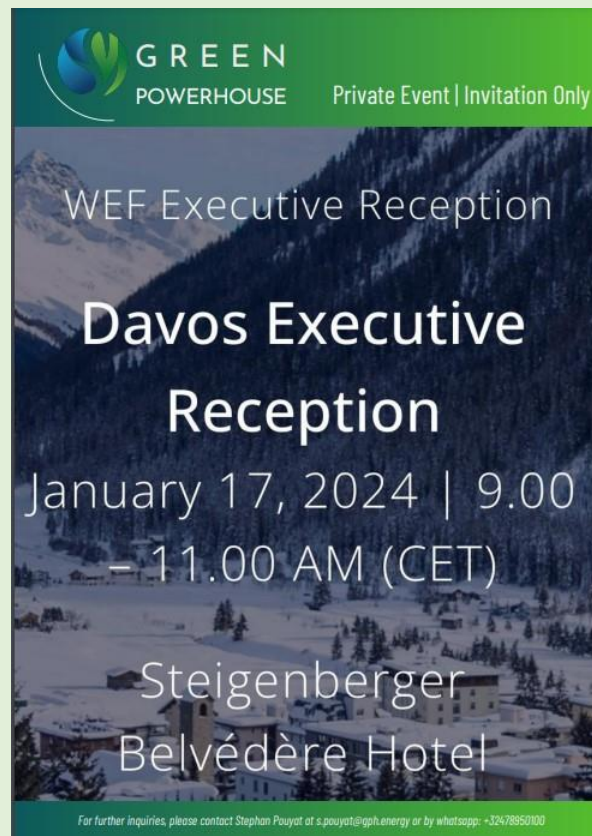 GREEN
POWERHOUSE
Private Event | Invitation Only
WEF Executive Reception
Davos Executive
Reception
January 17, 2024 | 9.00
– 11.00 AM (CET)
Steigenberger
Belvédère Hotel
For further inquiries, please contact Stephan Pouyat at s.pouyat@gph.energy or by whatsapp: +32478950100